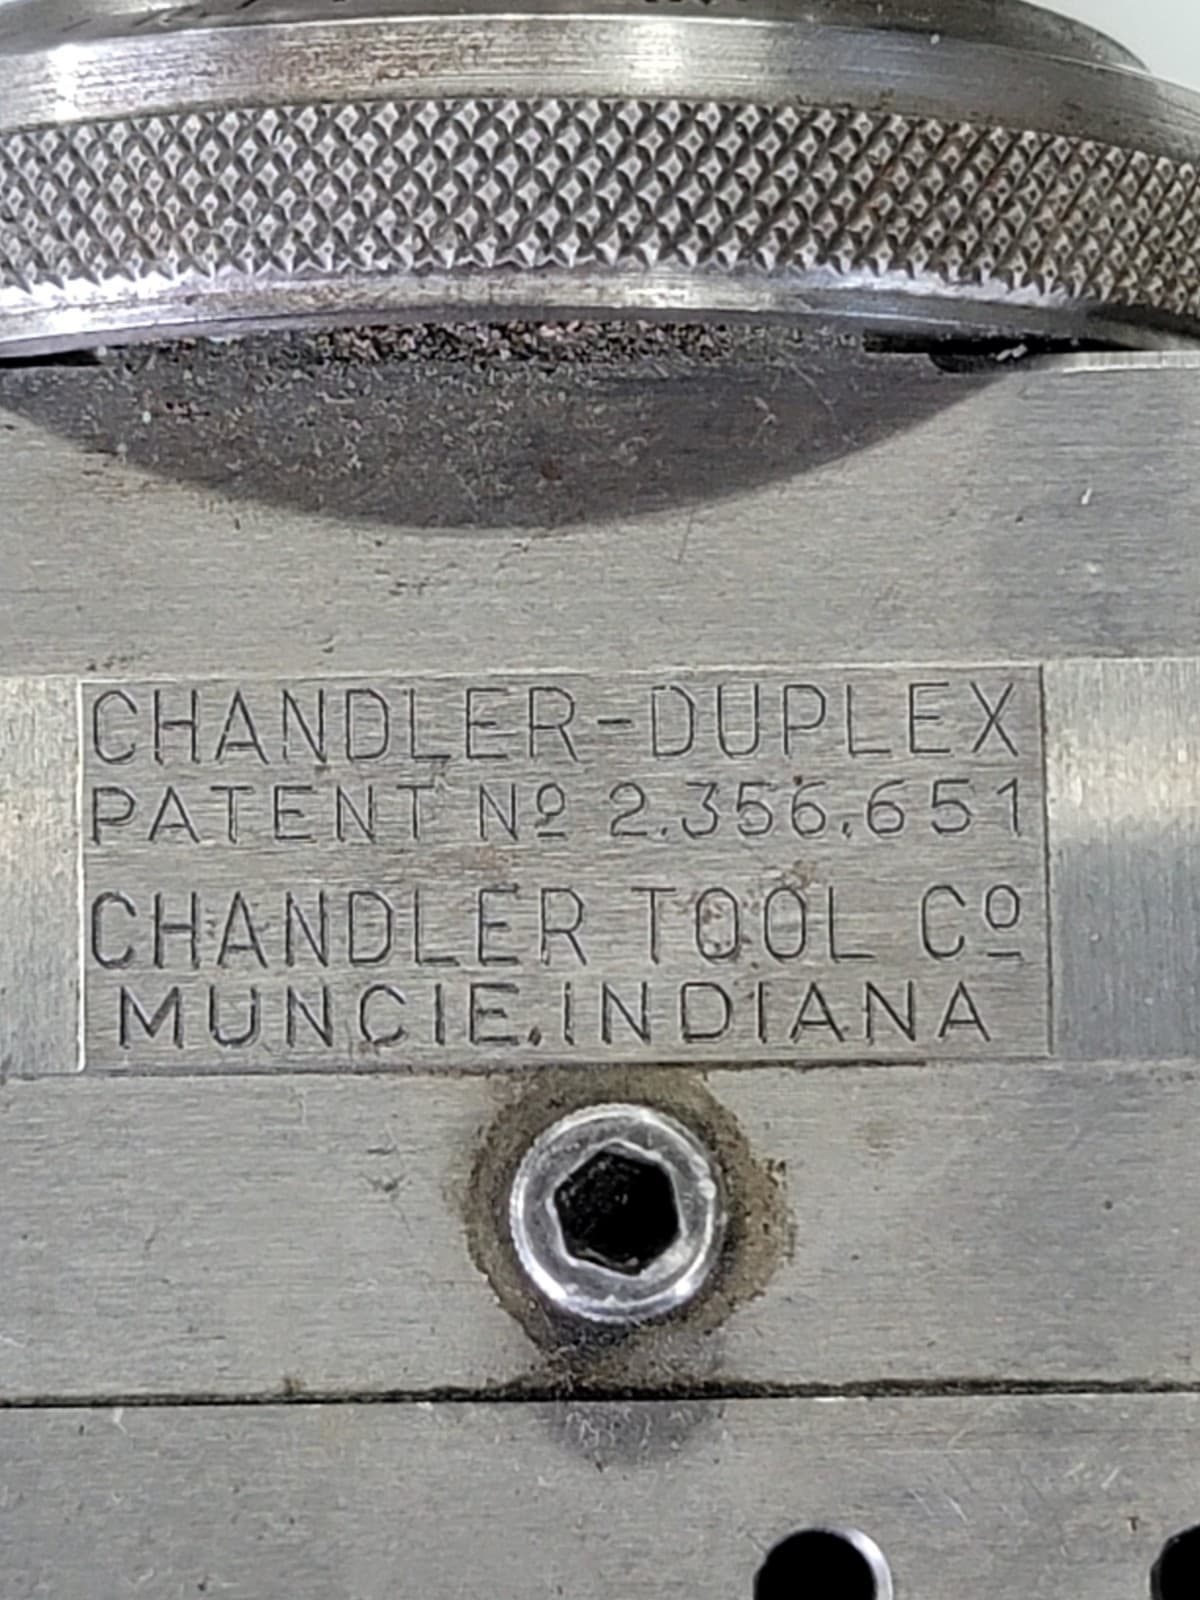 CHANDLER-DUPLEX
PATENT Nº 2,356,651
CHANDLER TOOL Cº
MUNCIE, INDIANA